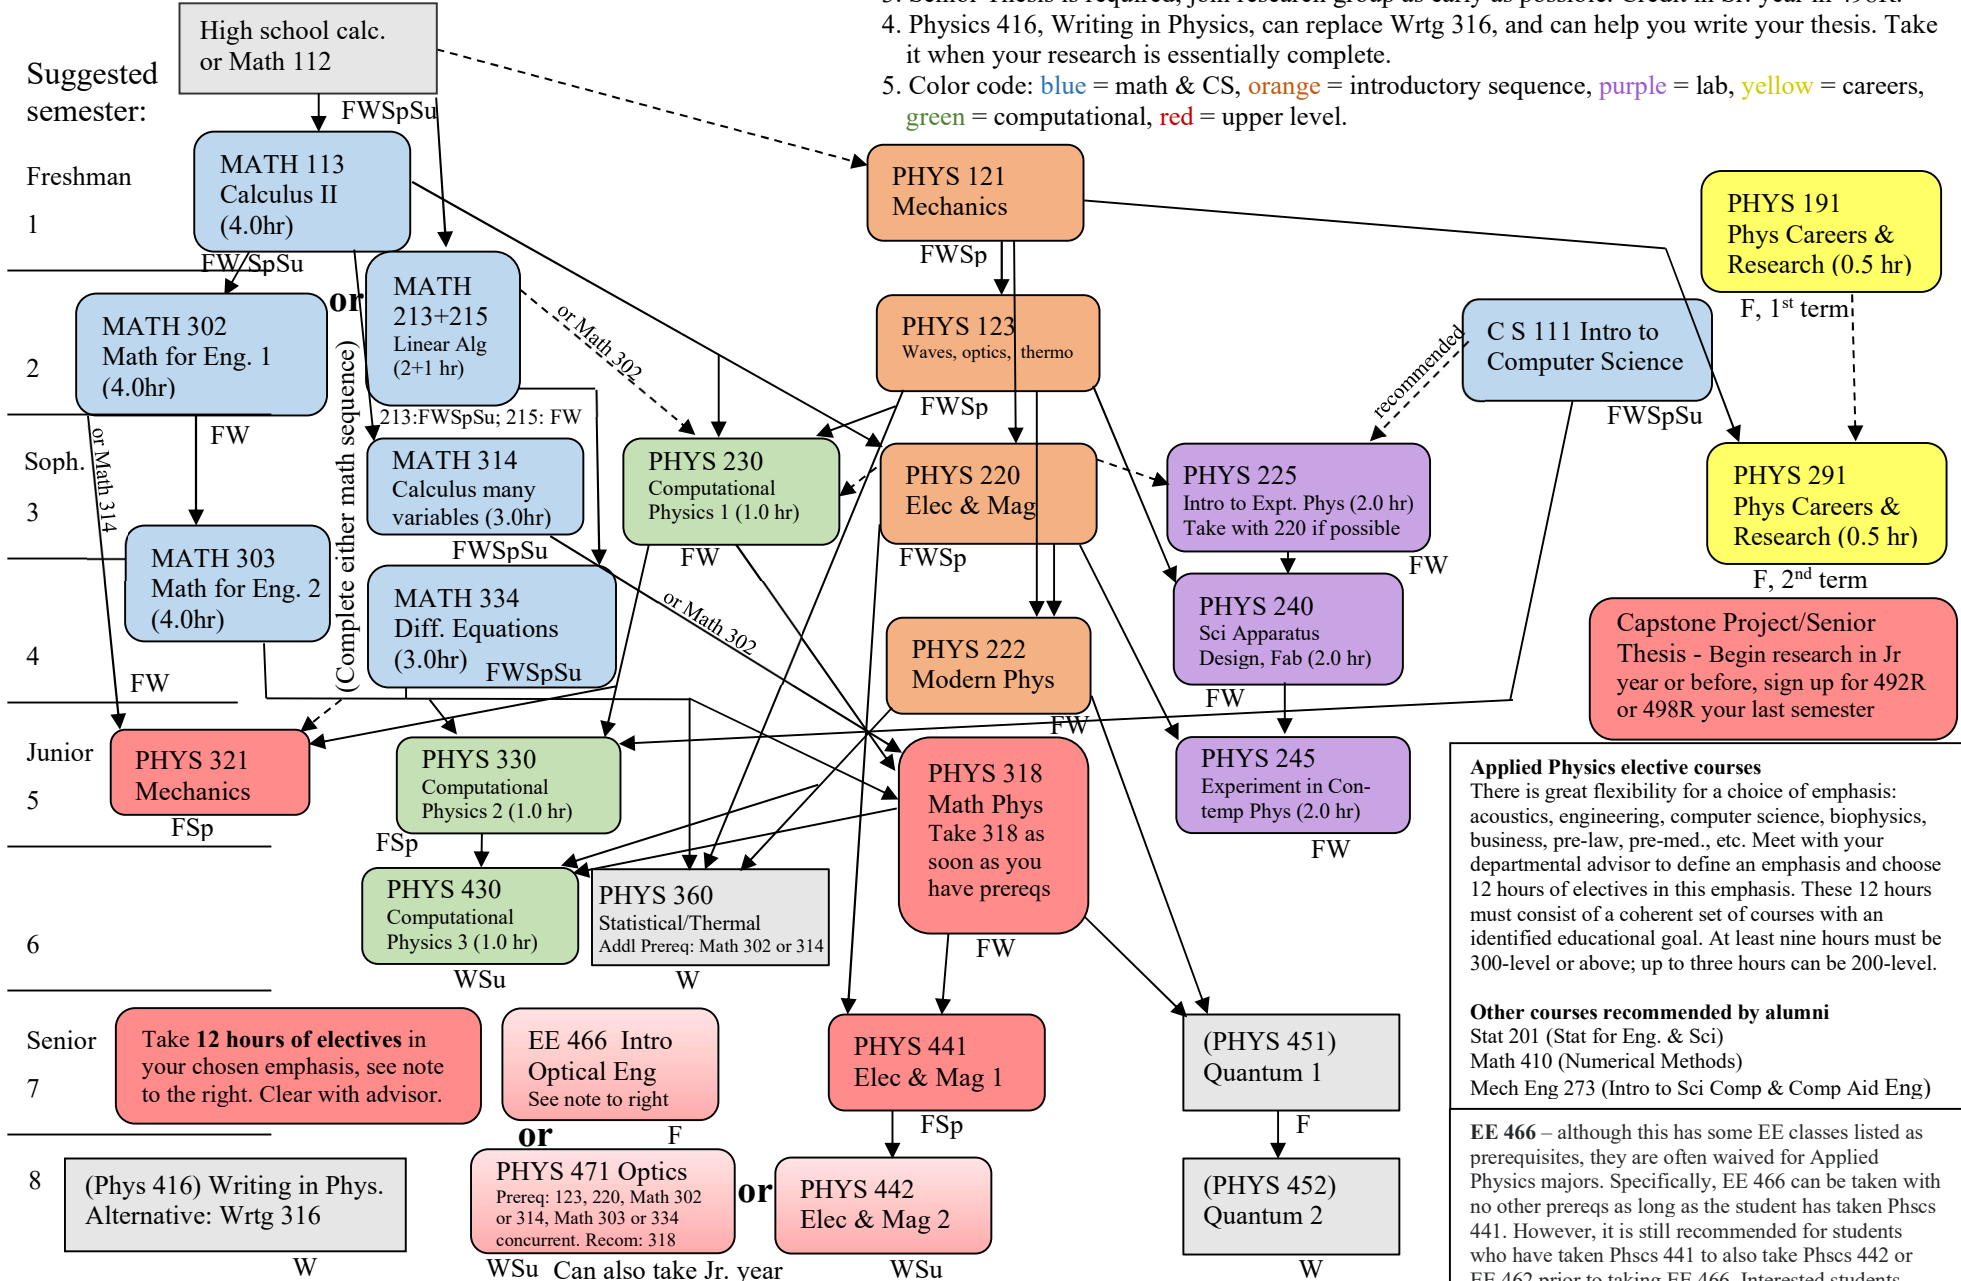 3. Senior Thesis is required, join research group as early as possible. Credit in Sr. year in 498R.
4. Physics 416, Writing in Physics, can replace Wrtg 316, and can help you write your thesis. Take
it when your research is essentially complete.
5. Color code: blue = math & CS, orange = introductory sequence, purple = lab, yellow = careers,
green = computational, red = upper level.
High school calc.
or Math 112
Suggested
semester:
FWSpSu
Freshman
1
MATH 113
Calculus II
(4.0hr)
FW SpSu
PHYS 121
Mechanics
FWSp
PHYS 191
Phys Careers &
Research (0.5 hr)
F, 1st term
2
MATH 302
Math for Eng. 1
(4.0hr)
FW
or
MATH
213+215
Linear Alg
(2+1 hr)
213:FWSpSu; 215: FW
or Math 302
PHYS 123
Waves, optics, thermo
FWSp
recommended
C S 111 Intro to
Computer Science
FWSpSu
Soph.
3
or Math 314
(Complete either math sequence)
MATH 314
Calculus many
variables (3.0hr)
FWSpSu
PHYS 230
Computational
Physics 1 (1.0 hr)
FW
PHYS 220
Elec & Mag
FWSp
PHYS 225
Intro to Expt. Phys (2.0 hr)
Take with 220 if possible
FW
PHYS 291
Phys Careers &
Research (0.5 hr)
F, 2nd term
4
MATH 303
Math for Eng. 2
(4.0hr)
FW
MATH 334
Diff. Equations
(3.0hr)
FWSpSu
or Math 302
PHYS 222
Modern Phys
FW
PHYS 240
Sci Apparatus
Design, Fab (2.0 hr)
FW
Capstone Project/Senior
Thesis - Begin research in Jr
year or before, sign up for 492R
or 498R your last semester
Junior
5
PHYS 321
Mechanics
FSp
PHYS 330
Computational
Physics 2 (1.0 hr)
FSp
PHYS 318
Math Phys
Take 318 as
soon as you
have prereqs
FW
PHYS 245
Experiment in Con-
temp Phys (2.0 hr)
FW
6
PHYS 430
Computational
Physics 3 (1.0 hr)
WSu
PHYS 360
Statistical/Thermal
Addl Prereq: Math 302 or 314
W
Applied Physics elective courses
There is great flexibility for a choice of emphasis:
acoustics, engineering, computer science, biophysics,
business, pre-law, pre-med., etc. Meet with your
departmental advisor to define an emphasis and choose
12 hours of electives in this emphasis. These 12 hours
must consist of a coherent set of courses with an
identified educational goal. At least nine hours must be
300-level or above; up to three hours can be 200-level.
Other courses recommended by alumni
Stat 201 (Stat for Eng. & Sci)
Math 410 (Numerical Methods)
Mech Eng 273 (Intro to Sci Comp & Comp Aid Eng)
Senior
7
Take 12 hours of electives in
your chosen emphasis, see note
to the right. Clear with advisor.
EE 466 Intro
Optical Eng
See note to right
F
PHYS 441
Elec & Mag 1
FSp
(PHYS 451)
Quantum 1
F
8
(Phys 416) Writing in Phys.
Alternative: Wrtg 316
W
or
PHYS 471 Optics
Prereq: 123, 220, Math 302
or 314, Math 303 or 334
concurrent. Recom: 318
WSu Can also take Jr. year
or
PHYS 442
Elec & Mag 2
WSu
(PHYS 452)
Quantum 2
W
EE 466 – although this has some EE classes listed as
prerequisites, they are often waived for Applied
Physics majors. Specifically, EE 466 can be taken with
no other prereqs as long as the student has taken Phscs
441. However, it is still recommended for students
who have taken Phscs 441 to also take Phscs 442 or
EE 462 prior to taking EE 466. Interested students